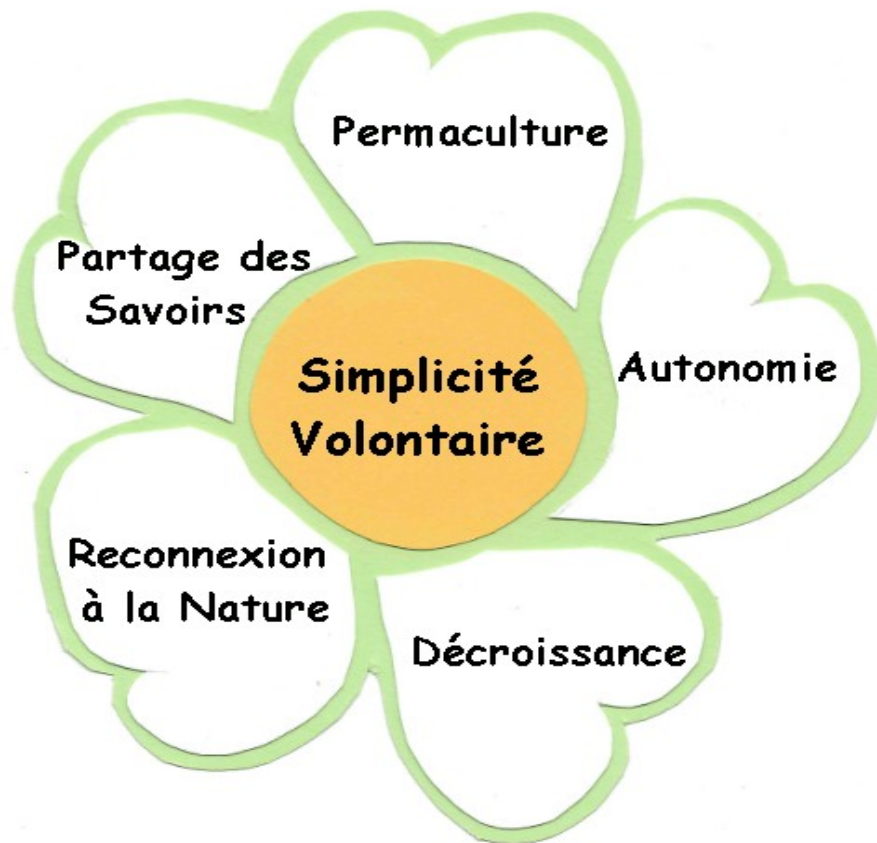 Permaculture
Partage des
Savoirs
Autonomie
Simplicité
Volontaire
Reconnexion
à la Nature
Décroissance